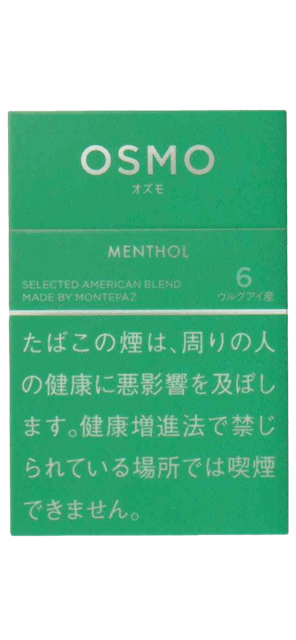 OSMO
オズモ
MENTHOL
SELECTED AMERICAN BLEND
MADE BY MONTEPAZ
6
ウルグアイ産
たばこの煙は、周りの人
の健康に悪影響を及ぼし
ます。健康増進法で禁じ
られている場所では喫煙
できません。